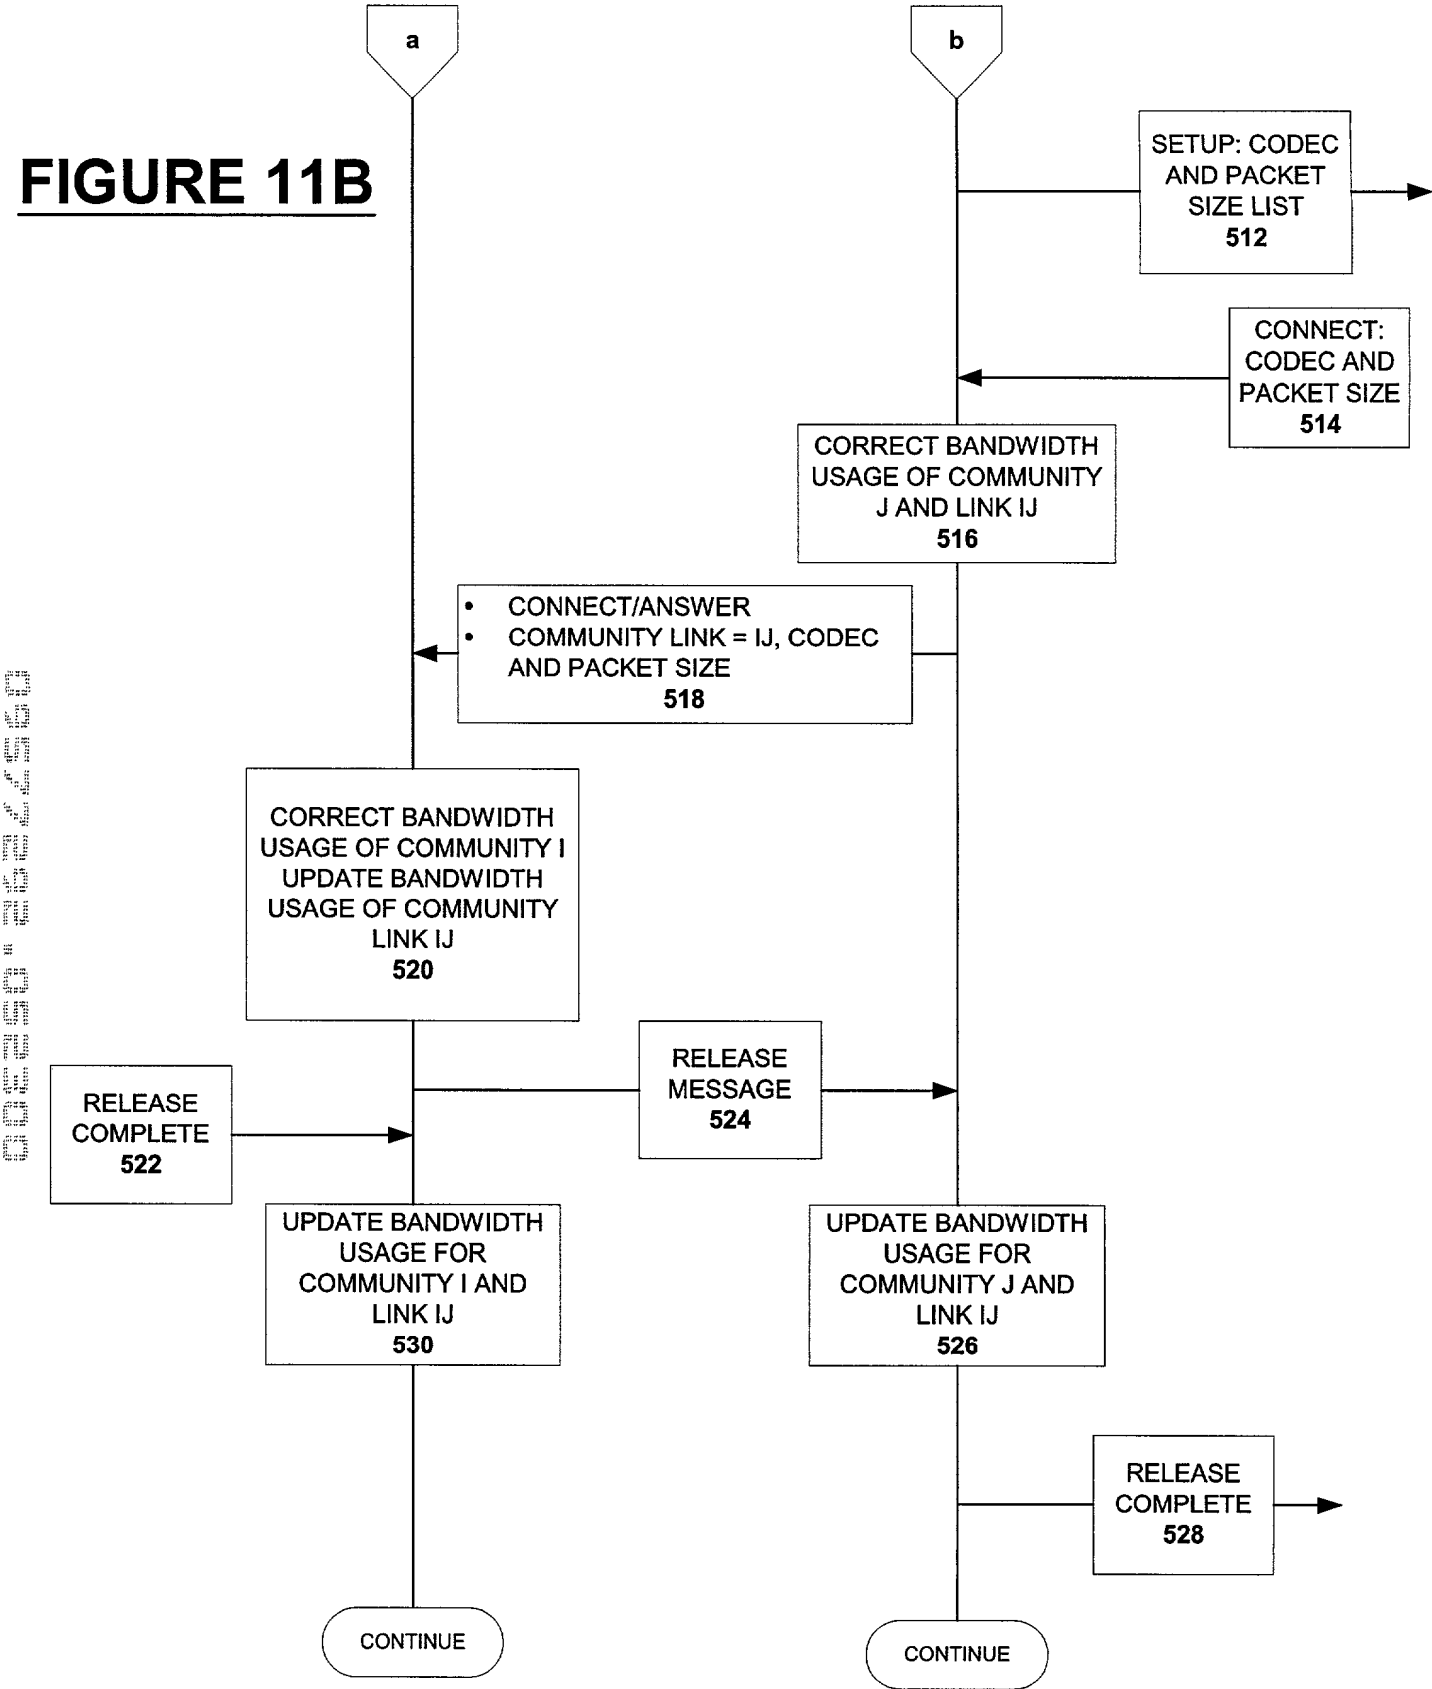 a
b
FIGURE 11B
SETUP: CODEC
AND PACKET
SIZE LIST
512
CONNECT:
CODEC AND
PACKET SIZE
514
CORRECT BANDWIDTH
USAGE OF COMMUNITY
J AND LINK IJ
516
• CONNECT/ANSWER
• COMMUNITY LINK = IJ, CODEC
AND PACKET SIZE
518
CORRECT BANDWIDTH
USAGE OF COMMUNITY I
UPDATE BANDWIDTH
USAGE OF COMMUNITY
LINK IJ
520
RELEASE
MESSAGE
524
RELEASE
COMPLETE
522
UPDATE BANDWIDTH
USAGE FOR
COMMUNITY I AND
LINK IJ
530
UPDATE BANDWIDTH
USAGE FOR
COMMUNITY J AND
LINK IJ
526
RELEASE
COMPLETE
528
CONTINUE
CONTINUE